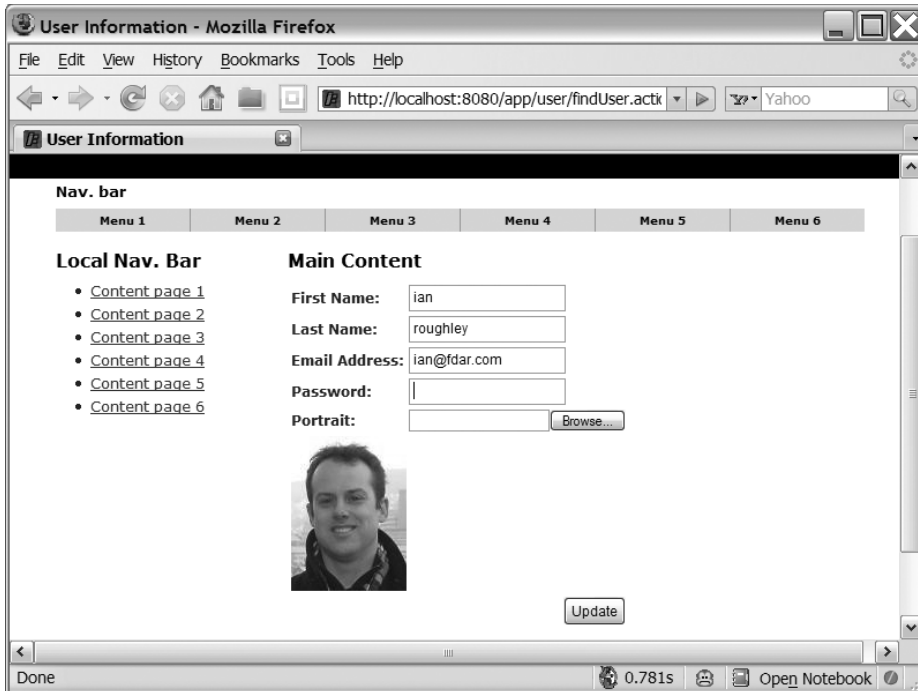 User Information - Mozilla Firefox
File Edit View History Bookmarks Tools Help
http://localhost:8080/app/user/findUser.actic Yahoo
User Information
Nav. bar
Menu 1 Menu 2 Menu 3 Menu 4 Menu 5 Menu 6
Local Nav. Bar
Content page 1
Content page 2
Content page 3
Content page 4
Content page 5
Content page 6
Main Content
First Name: ian
Last Name: roughley
Email Address: ian@fdar.com
Password:
Portrait: Browse...
Update
Done 0.781s Open Notebook